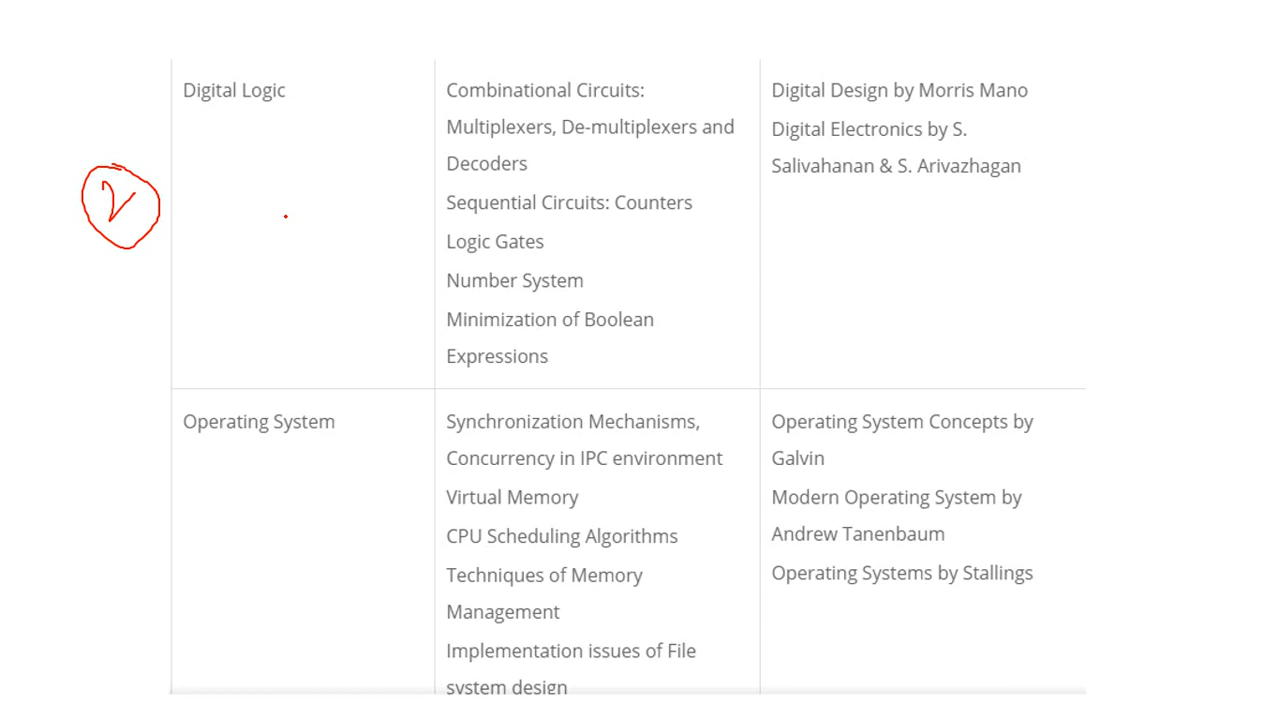 Digital Logic
Combinational Circuits:
Multiplexers, De-multiplexers and
Decoders
Sequential Circuits: Counters
Logic Gates
Number System
Minimization of Boolean
Expressions
Digital Design by Morris Mano
Digital Electronics by S.
Salivahanan & S. Arivazhagan
2
Operating System
Synchronization Mechanisms,
Concurrency in IPC environment
Virtual Memory
CPU Scheduling Algorithms
Techniques of Memory
Management
Implementation issues of File
system design
Operating System Concepts by
Galvin
Modern Operating System by
Andrew Tanenbaum
Operating Systems by Stallings